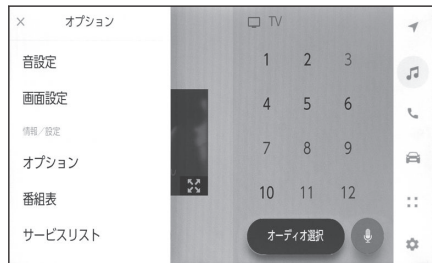 × オプション
音設定
画面設定
情報／設定
オプション
番組表
サービスリスト
TV
1 2 3
4 5 6
7 8 9
10 11 12
オーディオ選択